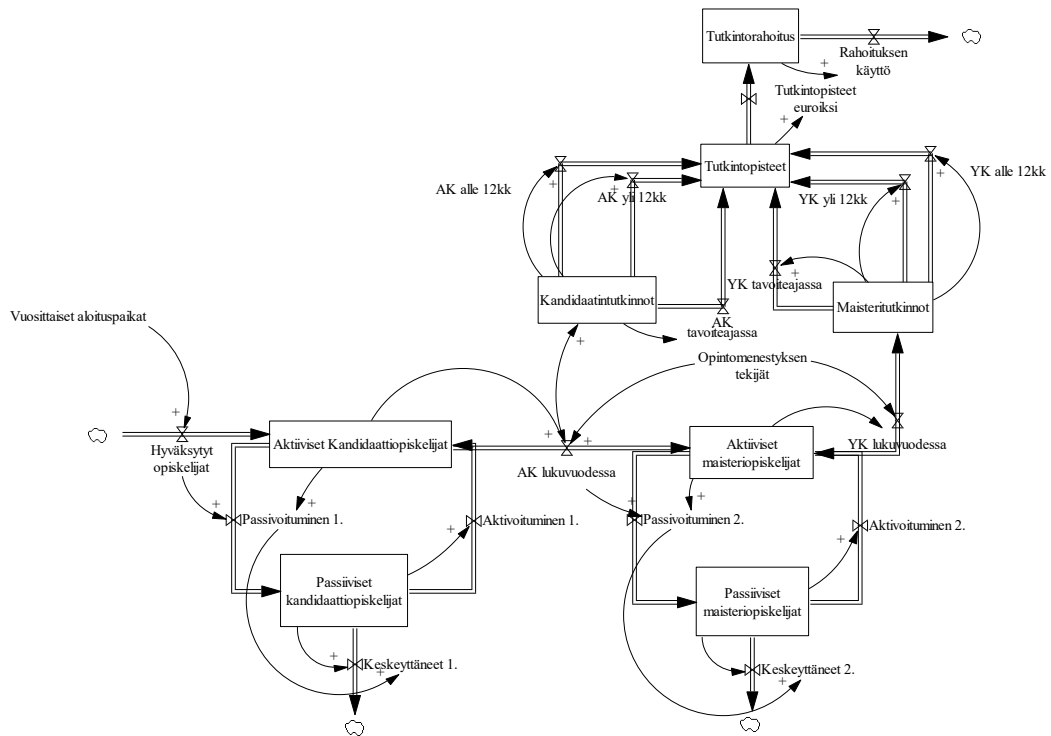 Tutkintorahoitus
Rahoituksen
käyttö
Tutkintopisteet
euroiksi
Tutkintopisteet
AK alle 12kk
AK yli 12kk
YK yli 12kk
YK alle 12kk
Kandidaatintutkinnot
YK tavoiteajassa
Maisteritutkinnot
AK
tavoiteajassa
Vuosittaiset aloituspaikat
Opintomenestyksen
tekijät
Hyväksytyt
opiskelijat
Aktiiviset Kandidaattiopiskelijat
AK lukuvuodessa
Aktiiviset
maisteriopiskelijat
YK lukuvuodessa
Passivoituminen 1.
Aktivoituminen 1.
Passivoituminen 2.
Aktivoituminen 2.
Passiiviset
kandidaattiopiskelijat
Passiiviset
maisteriopiskelijat
Keskeyttäneet 1.
Keskeyttäneet 2.